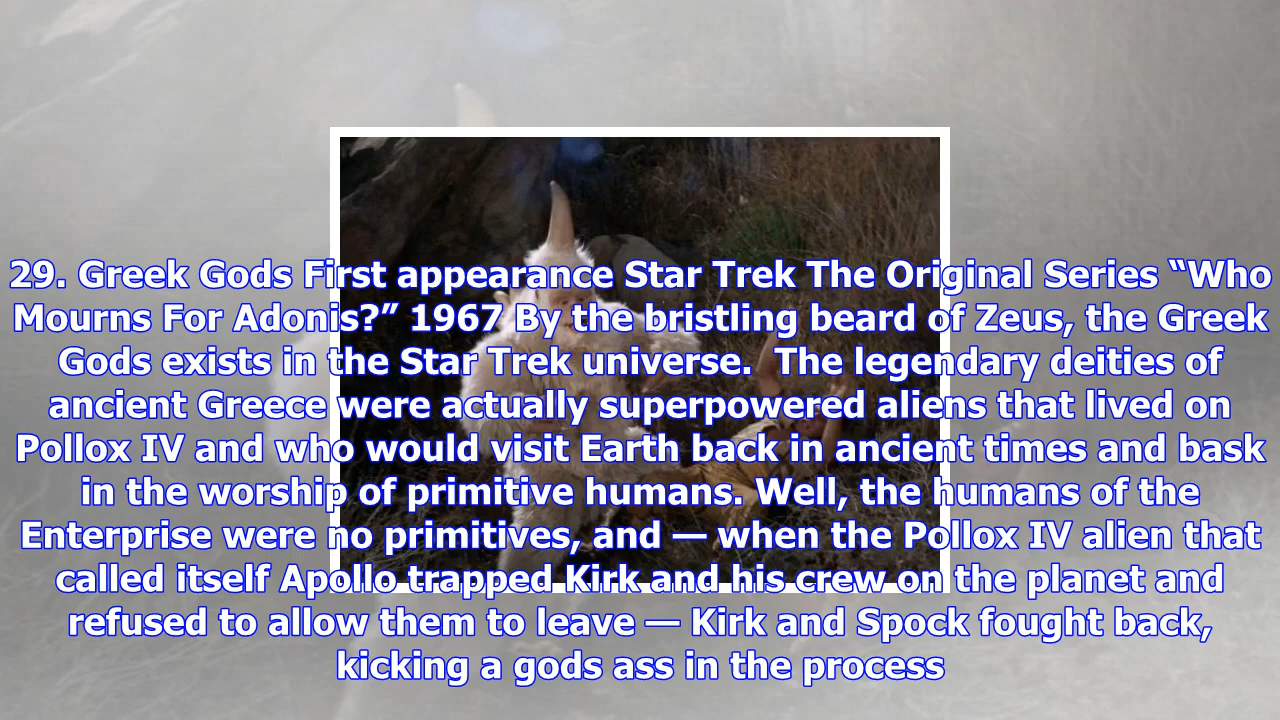 29. Greek Gods First appearance Star Trek The Original Series “Who
Mourns For Adonis?” 1967 By the bristling beard of Zeus, the Greek
Gods exists in the Star Trek universe.  The legendary deities of
ancient Greece were actually superpowered aliens that lived on
Pollox IV and who would visit Earth back in ancient times and bask
in the worship of primitive humans. Well, the humans of the
Enterprise were no primitives, and — when the Pollox IV alien that
called itself Apollo trapped Kirk and his crew on the planet and
refused to allow them to leave — Kirk and Spock fought back,
kicking a gods ass in the process